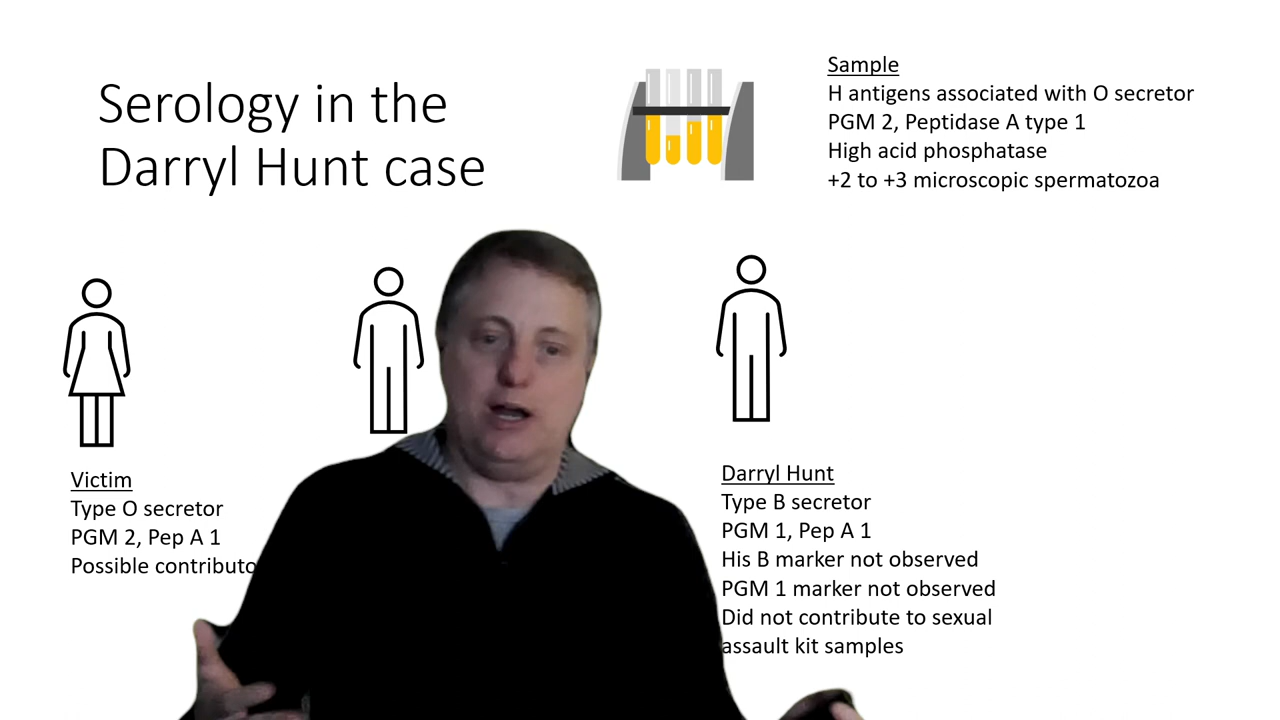 Serology in the
Darryl Hunt case
Sample
H antigens associated with O secretor
PGM 2, Peptidase A type 1
High acid phosphatase
+2 to +3 microscopic spermatozoa
Victim
Type O secretor
PGM 2, Pep A 1
Possible contributo
Darryl Hunt
Type B secretor
PGM 1, Pep A 1
His B marker not observed
PGM 1 marker not observed
Did not contribute to sexual
assault kit samples